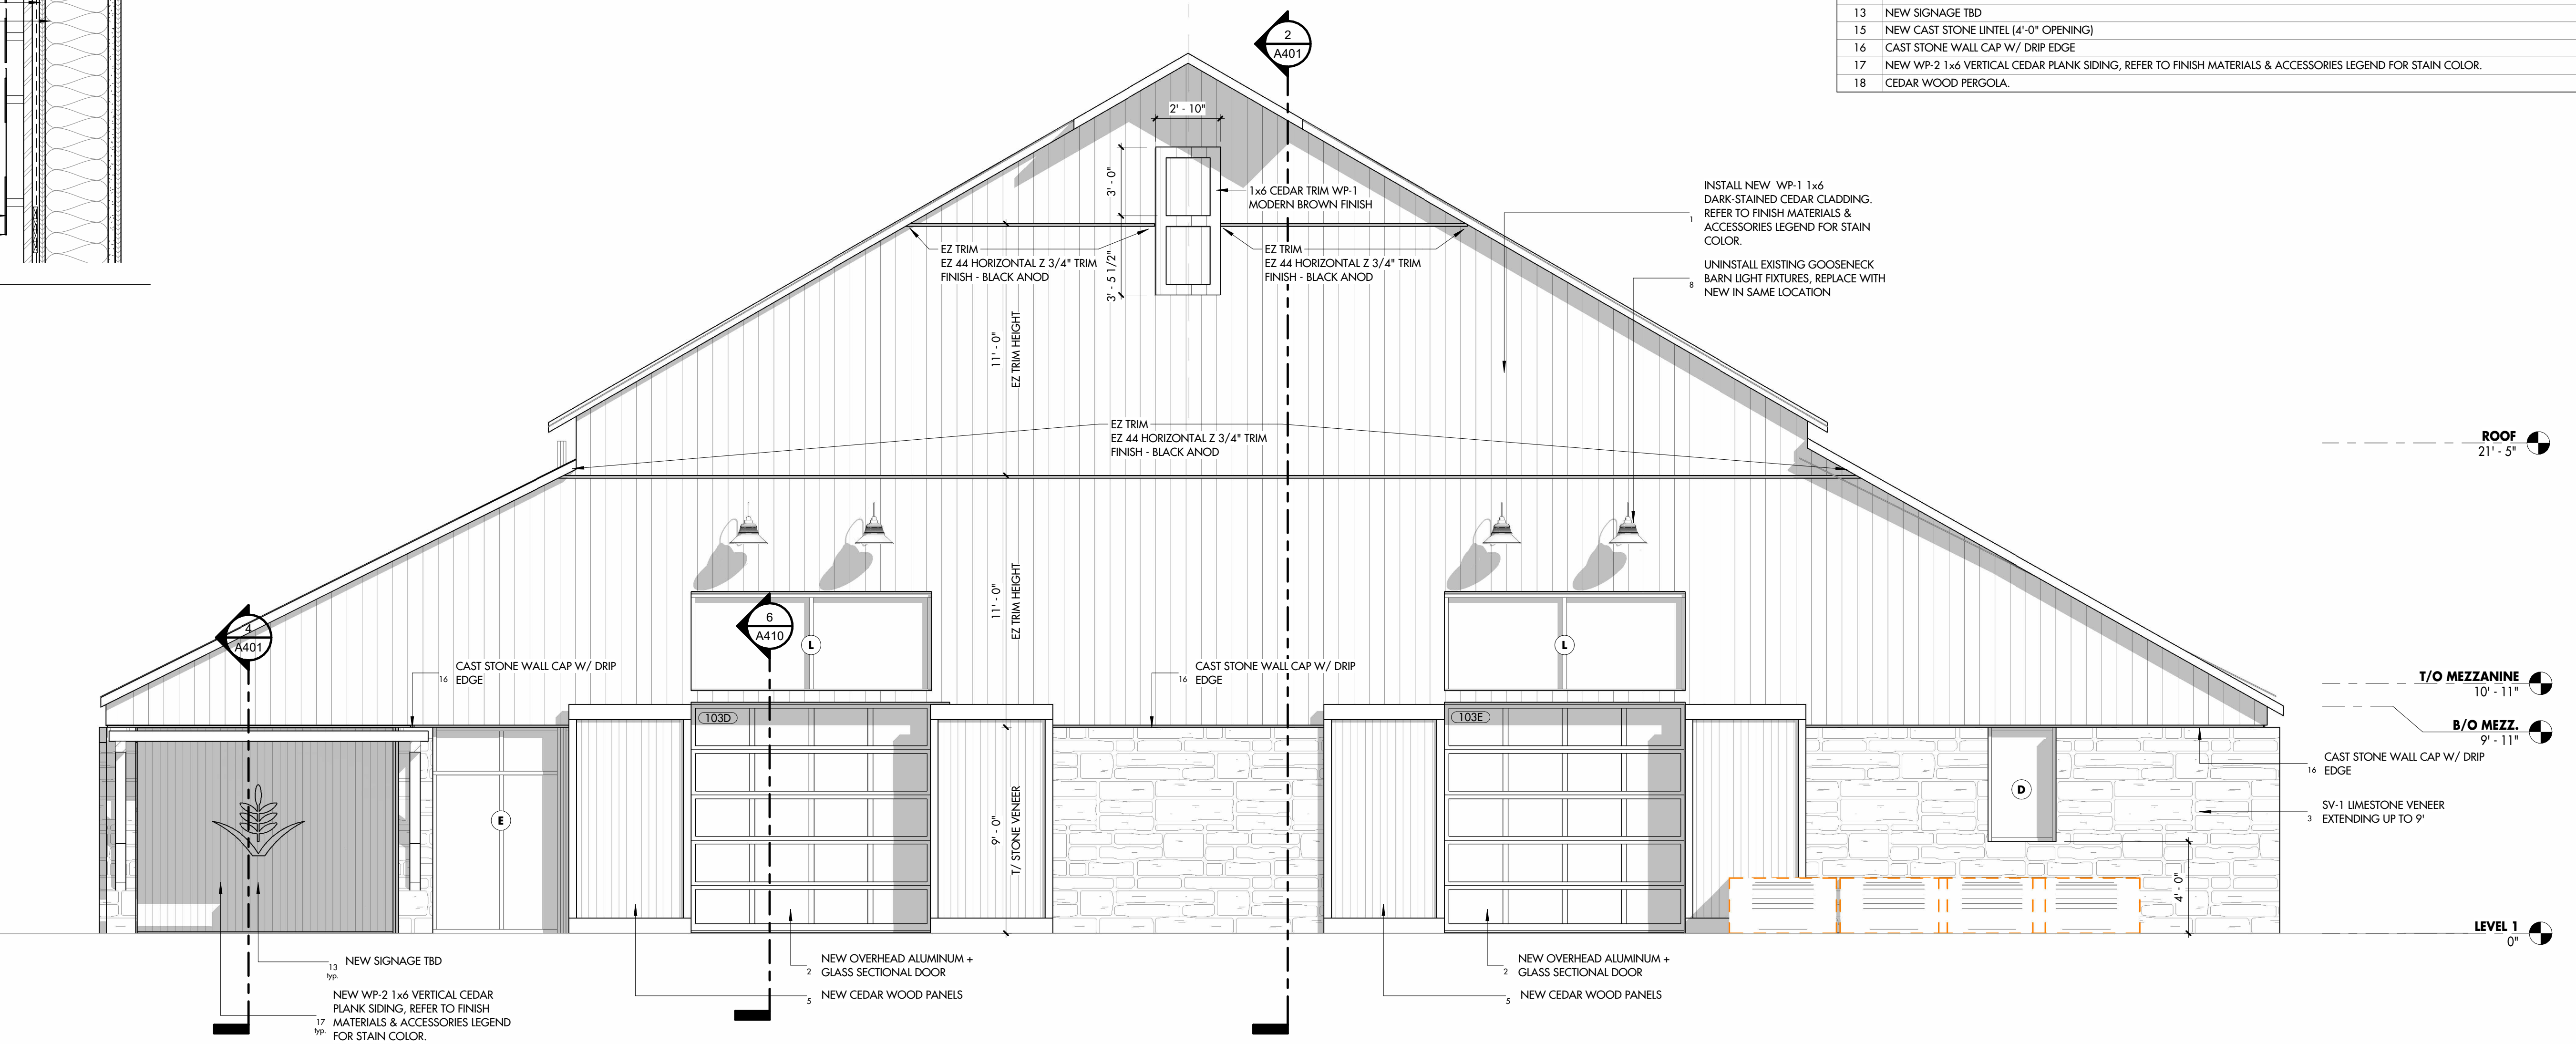 13 NEW SIGNAGE TBD
15 NEW CAST STONE LINTEL (4'-0" OPENING)
16 CAST STONE WALL CAP W/ DRIP EDGE
17 NEW WP-2 1x6 VERTICAL CEDAR PLANK SIDING, REFER TO FINISH MATERIALS & ACCESSORIES LEGEND FOR STAIN COLOR.
18 CEDAR WOOD PERGOLA.
2
A401
2' - 10"
3' - 0"
3' - 5 1/2"
1x6 CEDAR TRIM WP-1
MODERN BROWN FINISH
EZ TRIM
EZ 44 HORIZONTAL Z 3/4" TRIM
FINISH - BLACK ANOD
EZ TRIM
EZ 44 HORIZONTAL Z 3/4" TRIM
FINISH - BLACK ANOD
1
INSTALL NEW WP-1 1x6
DARK-STAINED CEDAR CLADDING.
REFER TO FINISH MATERIALS &
ACCESSORIES LEGEND FOR STAIN
COLOR.
8
UNINSTALL EXISTING GOOSENECK
BARN LIGHT FIXTURES, REPLACE WITH
NEW IN SAME LOCATION
11' - 0"
EZ TRIM HEIGHT
EZ TRIM
EZ 44 HORIZONTAL Z 3/4" TRIM
FINISH - BLACK ANOD
ROOF
21' - 5"
11' - 0"
EZ TRIM HEIGHT
4
A401
6
A410
L
L
16
CAST STONE WALL CAP W/ DRIP
EDGE
16
CAST STONE WALL CAP W/ DRIP
EDGE
T/O MEZZANINE
10' - 11"
B/O MEZZ.
9' - 11"
103D
103E
16
CAST STONE WALL CAP W/ DRIP
EDGE
D
E
9' - 0"
T/ STONE VENEER
3
SV-1 LIMESTONE VENEER
EXTENDING UP TO 9'
4' - 0"
LEVEL 1
0"
13
typ.
NEW SIGNAGE TBD
17
typ.
NEW WP-2 1x6 VERTICAL CEDAR
PLANK SIDING, REFER TO FINISH
MATERIALS & ACCESSORIES LEGEND
FOR STAIN COLOR.
2
NEW OVERHEAD ALUMINUM +
GLASS SECTIONAL DOOR
5
NEW CEDAR WOOD PANELS
2
NEW OVERHEAD ALUMINUM +
GLASS SECTIONAL DOOR
5
NEW CEDAR WOOD PANELS